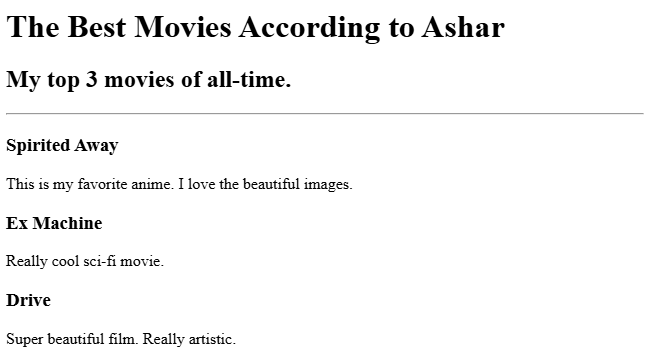 The Best Movies According to Ashar
My top 3 movies of all-time.
Spirited Away
This is my favorite anime. I love the beautiful images.
Ex Machine
Really cool sci-fi movie.
Drive
Super beautiful film. Really artistic.